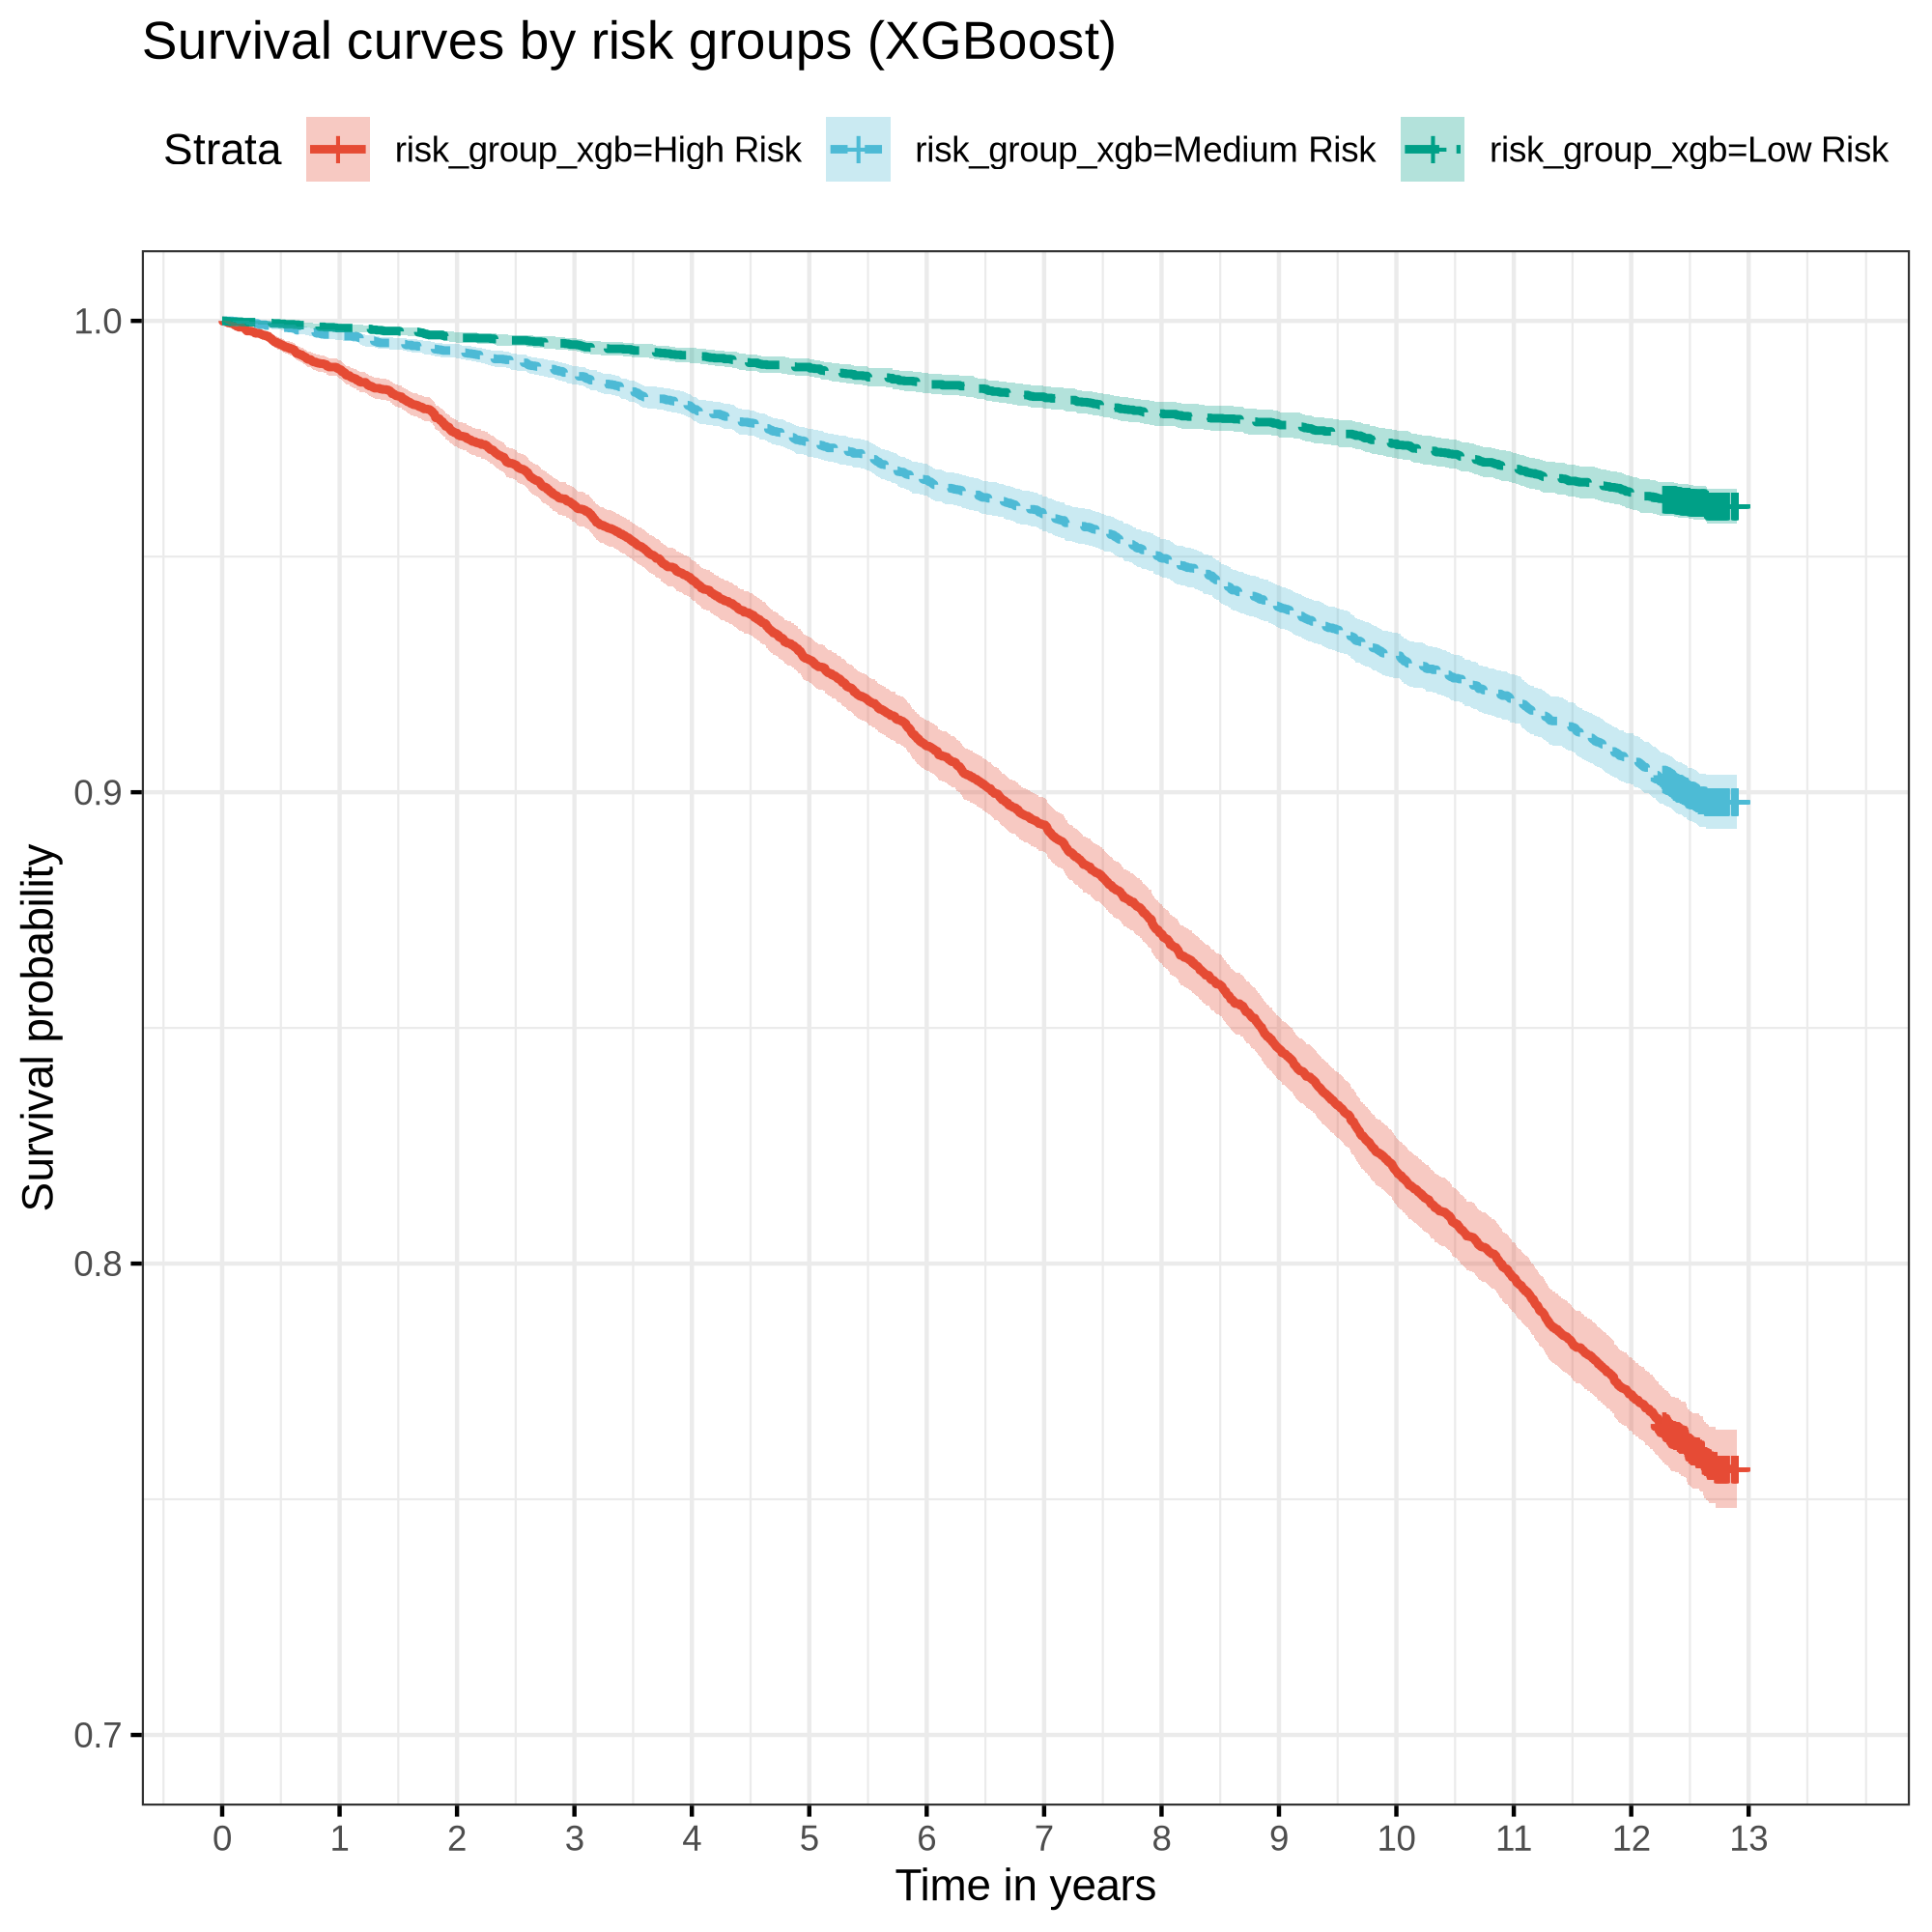 Survival curves by risk groups (XGBoost)
Strata risk_group_xgb=High Risk risk_group_xgb=Medium Risk risk_group_xgb=Low Risk
1.0
0.9
0.8
0.7
Survival probability
0 1 2 3 4 5 6 7 8 9 10 11 12 13
Time in years